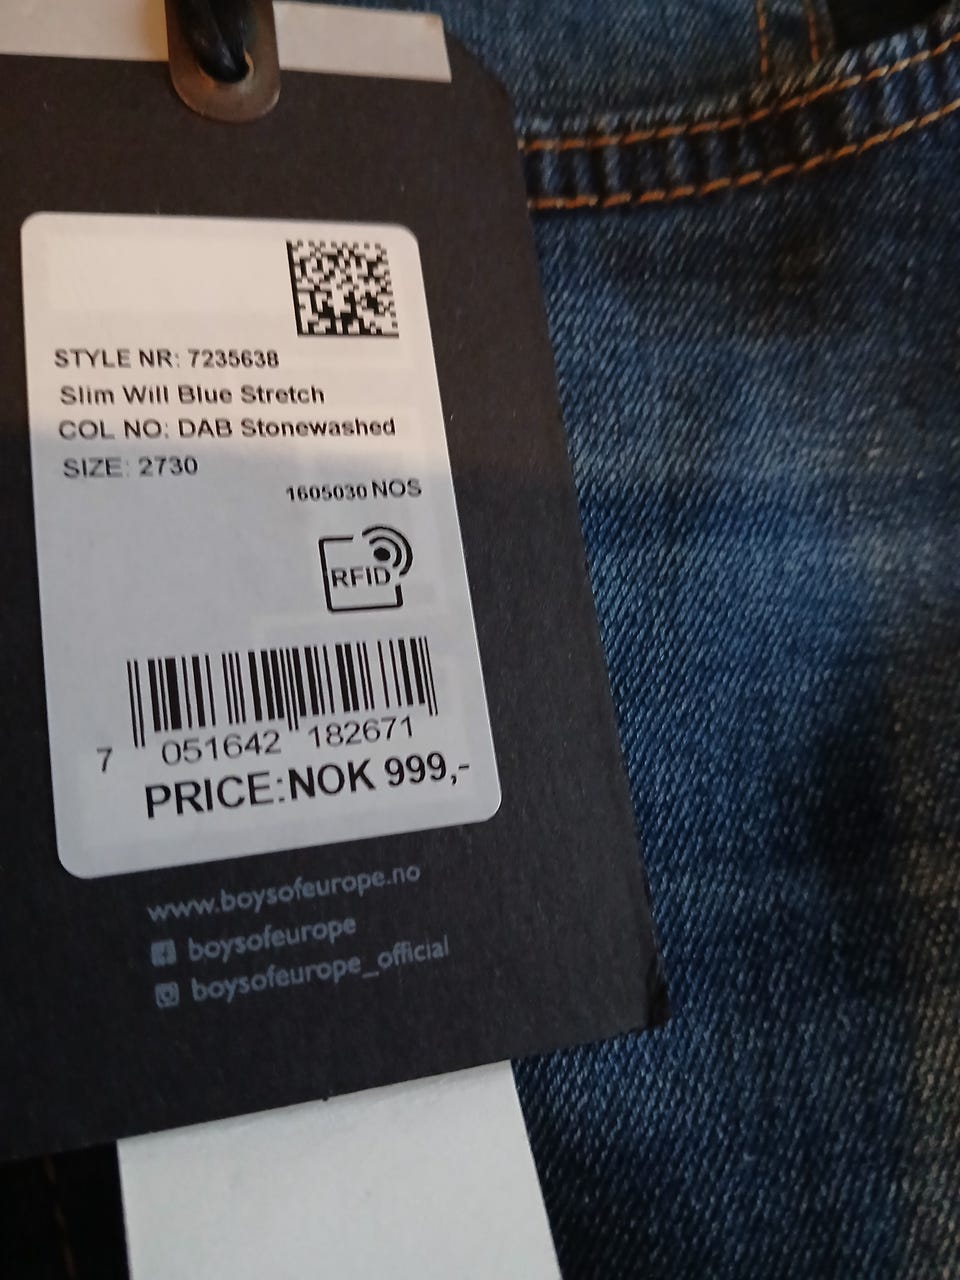 STYLE NR: 7235638
Slim Will Blue Stretch
COL NO: DAB Stonewashed
SIZE: 2730
1605030 NOS
RFID
7 051642 182671
PRICE:NOK 999,-
www.boysofeurope.no
boysofeurope
boysofeurope_official